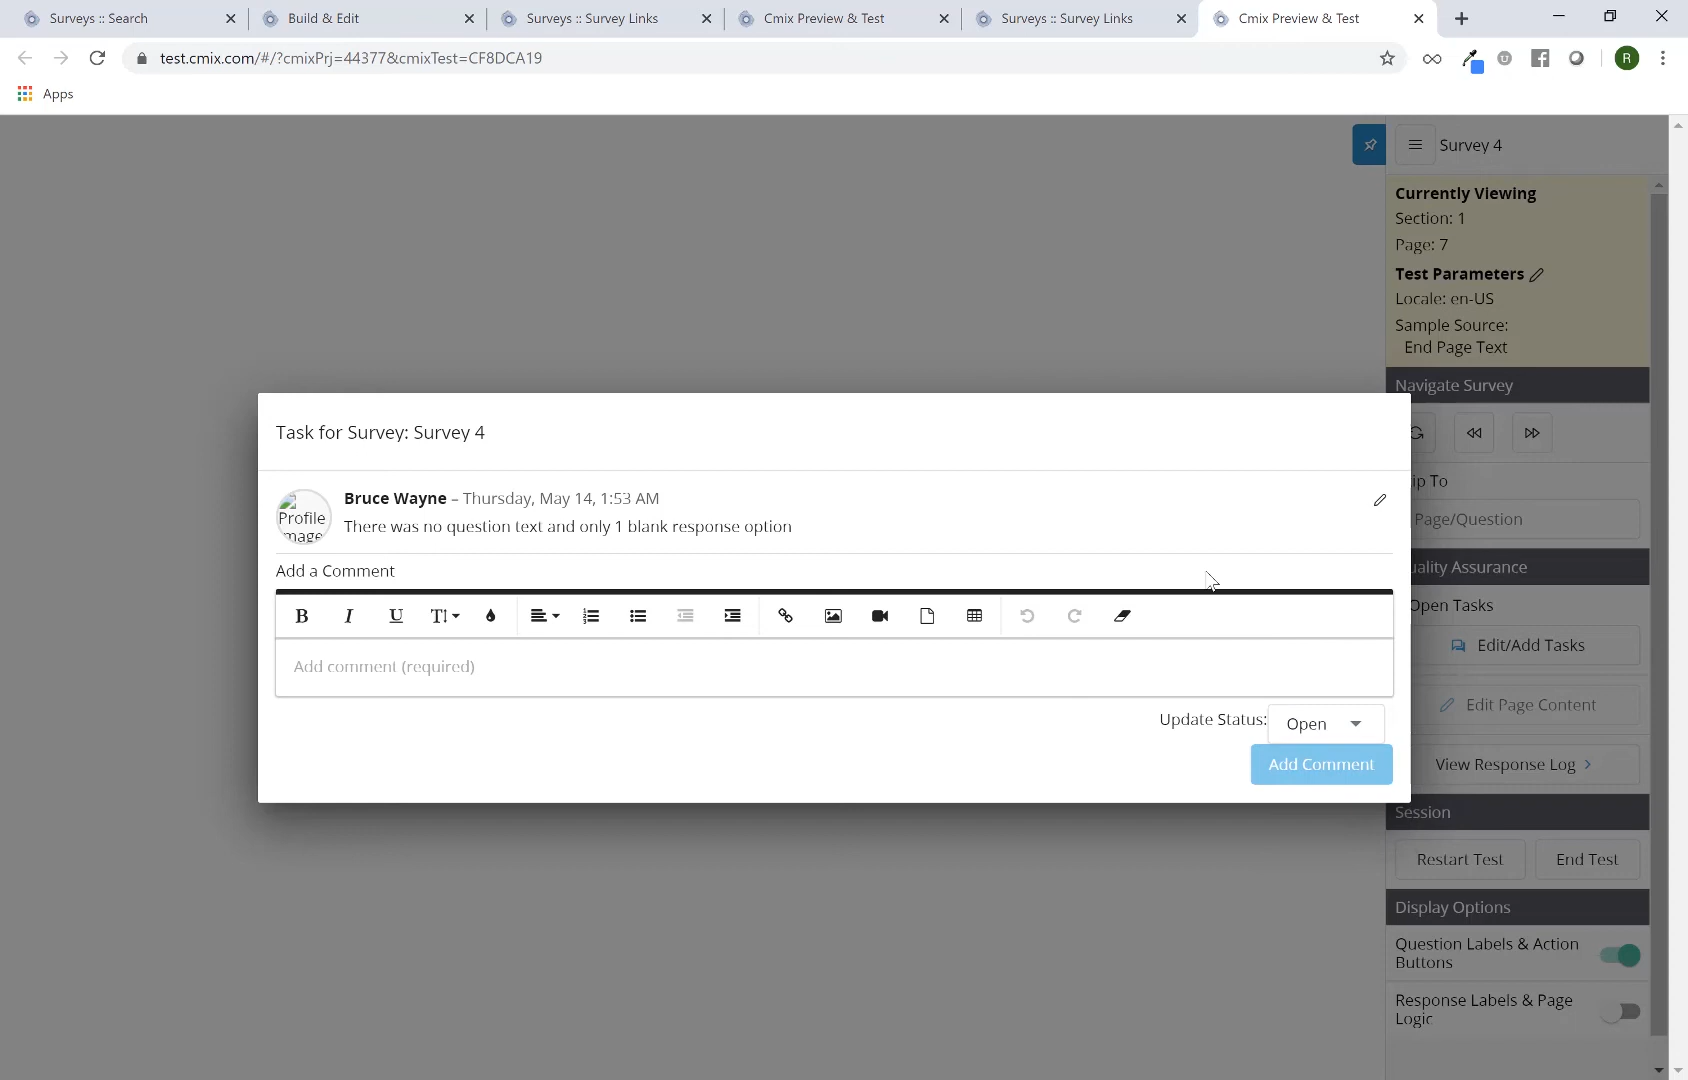 Surveys :: Search
Build & Edit
Surveys :: Survey Links
Cmix Preview & Test
Surveys :: Survey Links
Cmix Preview & Test
test.cmix.com/#/?cmixPrj=44377&cmixTest=CF8DCA19
R
Apps
Survey 4
Currently Viewing
Section: 1
Page: 7
Test Parameters
Locale: en-US
Sample Source:
End Page Text
Navigate Survey
Task for Survey: Survey 4
ip To
Bruce Wayne – Thursday, May 14, 1:53 AM
Profile
mage
There was no question text and only 1 blank response option
Page/Question
Add a Comment
uality Assurance
Open Tasks
B I U T
Edit/Add Tasks
Add comment (required)
Edit Page Content
Update Status: Open
Add Comment
View Response Log >
Session
Restart Test
End Test
Display Options
Question Labels & Action
Buttons
Response Labels & Page
Logic